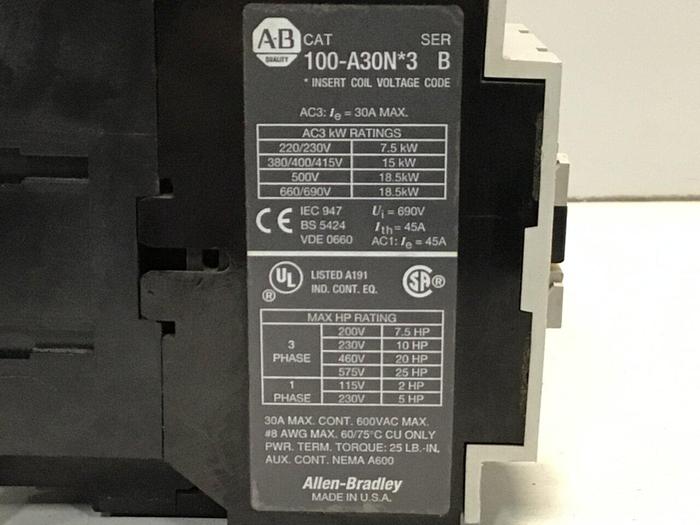 A-B
QUALITY
CAT SER
100-A30N*3 B
* INSERT COIL VOLTAGE CODE
AC3: Ie = 30A MAX.
AC3 kW RATINGS
220/230V 7.5 kW
380/400/415V 15 kW
500V 18.5kW
660/690V 18.5kW
CE
IEC 947 Ui = 690V
BS 5424 Ith = 45A
VDE 0660 AC1: Ie = 45A
UL ® LISTED A191 SA ®
IND. CONT. EQ.
MAX HP RATING
3 PHASE
200V 7.5 HP
230V 10 HP
460V 20 HP
575V 25 HP
1 PHASE
115V 2 HP
230V 5 HP
30A MAX. CONT. 600VAC MAX.
#8 AWG MAX. 60/75°C CU ONLY
PWR. TERM. TORQUE: 25 LB.-IN,
AUX. CONT. NEMA A600
Allen-Bradley
MADE IN U.S.A.